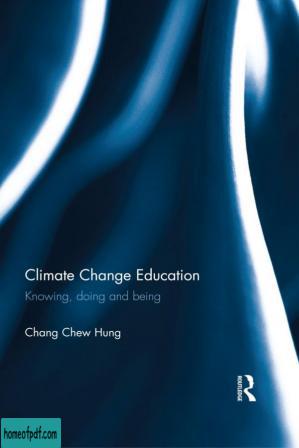 Climate Change Education
Knowing, doing and being
Chang Chew Hung
ROUTLEDGE
homeofpdf.com